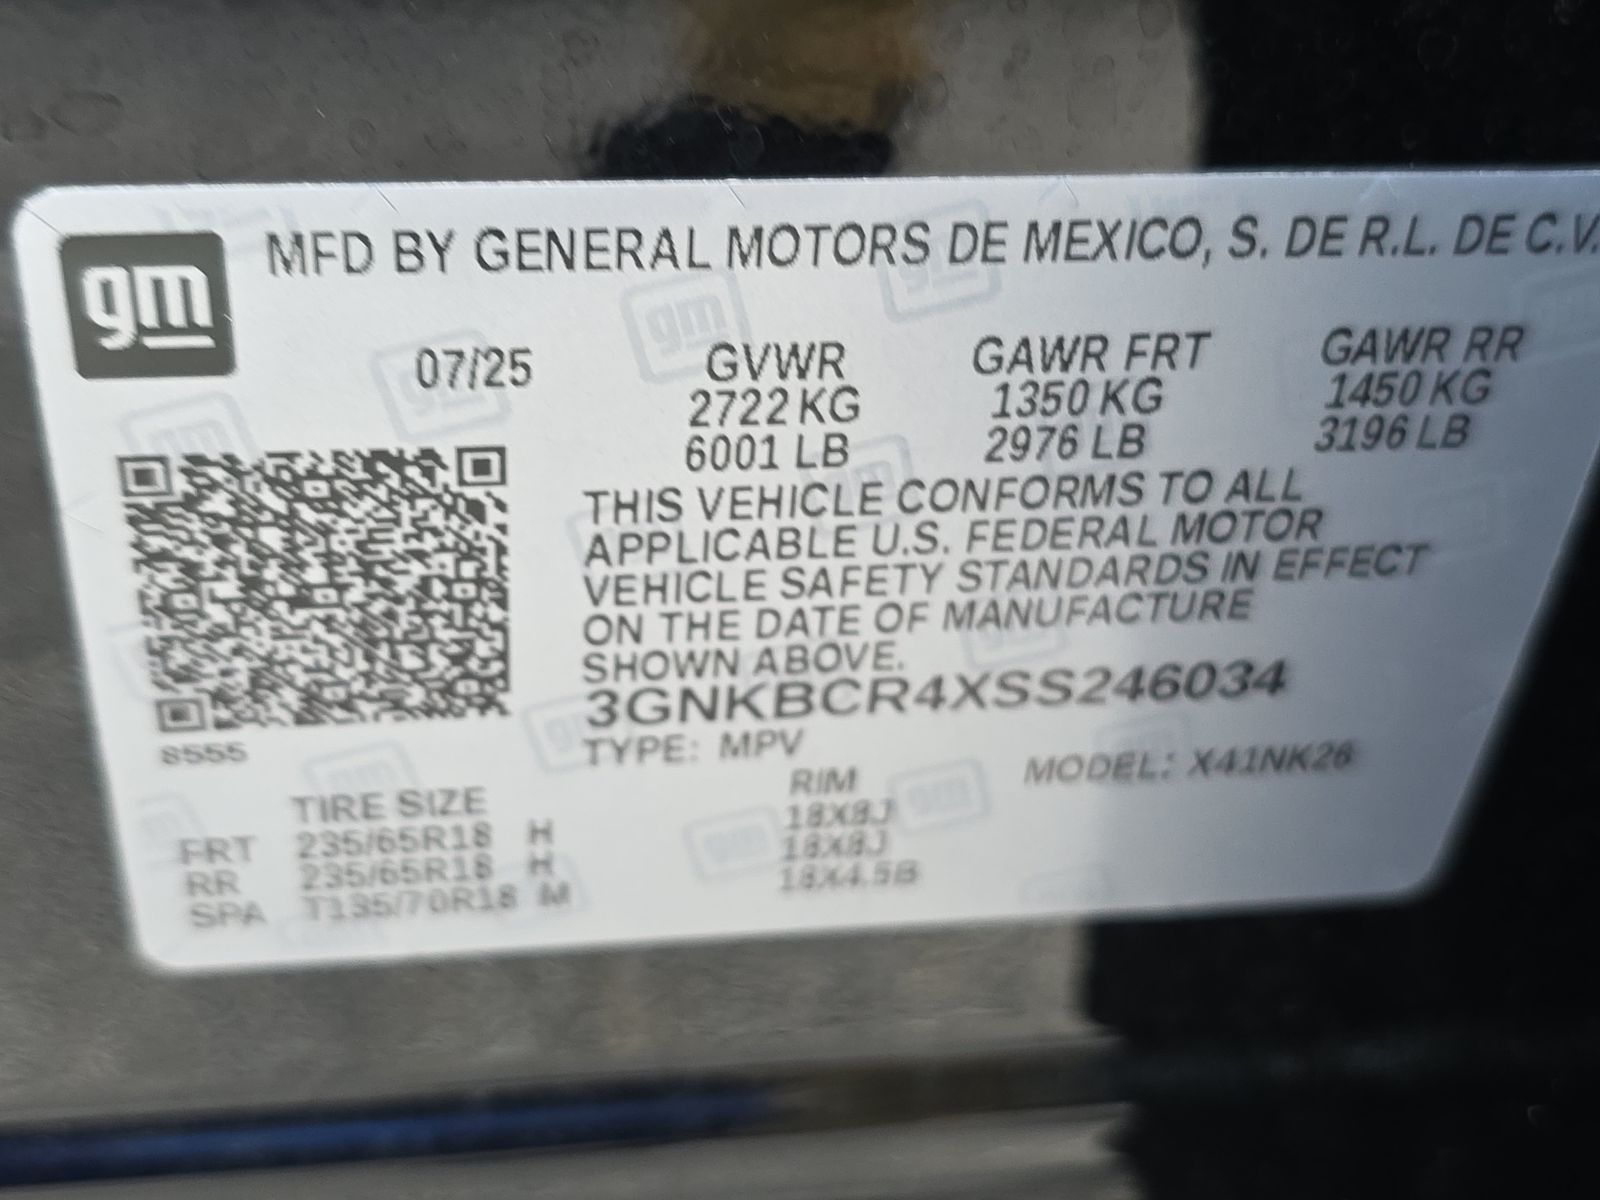 gm
MFD BY GENERAL MOTORS DE MEXICO, S. DE R.L. DE C.V.
07/25 GVWR GAWR FRT GAWR RR
2722 KG 1350 KG 1450 KG
6001 LB 2976 LB 3196 LB
THIS VEHICLE CONFORMS TO ALL
APPLICABLE U.S. FEDERAL MOTOR
VEHICLE SAFETY STANDARDS IN EFFECT
ON THE DATE OF MANUFACTURE
SHOWN ABOVE.
3GNKBCR4XSS246034
8555
TYPE: MPV MODEL: X41NK26
TIRE SIZE RIM
FRT 235/65R18 H 18X8J
RR 235/65R18 H 18X8J
SPA T135/70R18 M 18X4.5B